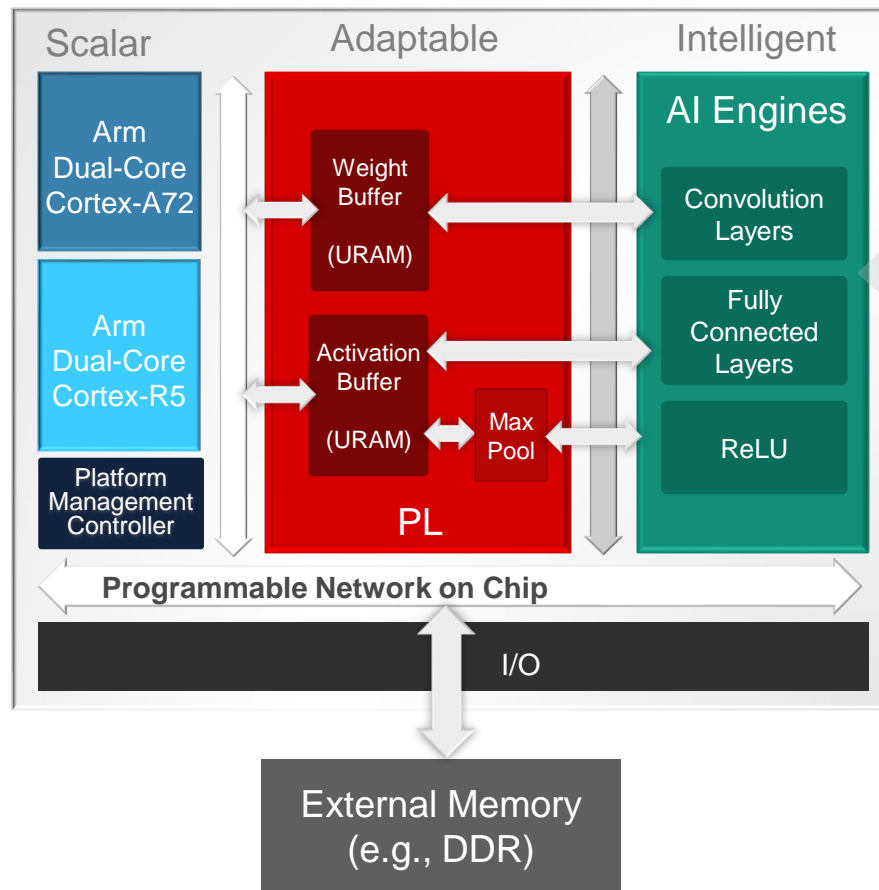 Scalar
Adaptable
Intelligent
Arm
Dual-Core
Cortex-A72
Arm
Dual-Core
Cortex-R5
Platform
Management
Controller
Weight
Buffer
(URAM)
Activation
Buffer
(URAM)
Max
Pool
PL
AI Engines
Convolution
Layers
Fully
Connected
Layers
ReLU
Programmable Network on Chip
I/O
External Memory
(e.g., DDR)